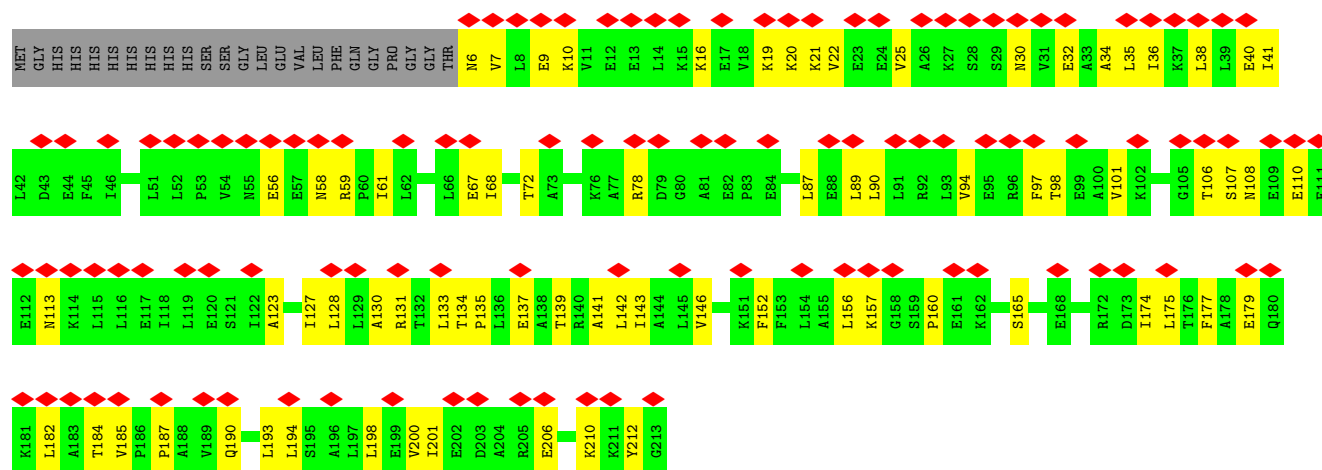 MET GLY HIS HIS HIS HIS HIS HIS HIS HIS SER SER GLY LEU GLU VAL LEU PHE GLN GLY PRO GLY GLY THR N6 V7 L8 E9 K10 V11 E12 E13 L14 K15 K16 E17 V18 K19 K20 K21 V22 E23 E24 V25 A26 K27 S28 S29 N30 V31 E32 A33 A34 L35 I36 K37 L38 L39 E40 I41
L42 D43 E44 F45 I46 L51 L52 P53 V54 N55 E56 E57 N58 R59 P60 I61 L62 L66 E67 I68 T72 A73 K76 A77 R78 D79 G80 A81 E82 P83 E84 L87 E88 L89 L90 L91 R92 L93 V94 E95 R96 F97 T98 E99 A100 V101 K102 G105 T106 S107 N108 E109 E110 E111
E112 N113 K114 L115 L116 E117 I118 L119 E120 S121 I122 A123 I127 L128 L129 A130 R131 T132 L133 T134 P135 L136 E137 A138 T139 R140 A141 L142 I143 A144 L145 V146 K151 F152 F153 L154 A155 L156 K157 G158 S159 P160 E161 K162 S165 E168 R172 D173 I174 L175 T176 F177 A178 E179 Q180
K181 L182 A183 T184 V185 P186 P187 A188 V189 Q190 L193 L194 S195 A196 L197 L198 E199 V200 I201 E202 D203 A204 R205 E206 K210 K211 Y212 G213